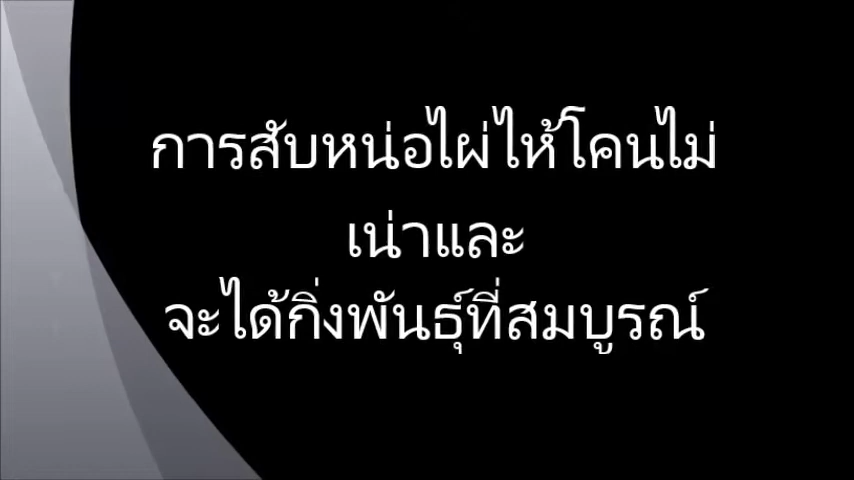 การสับหน่อไผ่ไห้โคนไม่
เน่าและ
จะได้กิ่งพันธุ์ที่สมบูรณ์